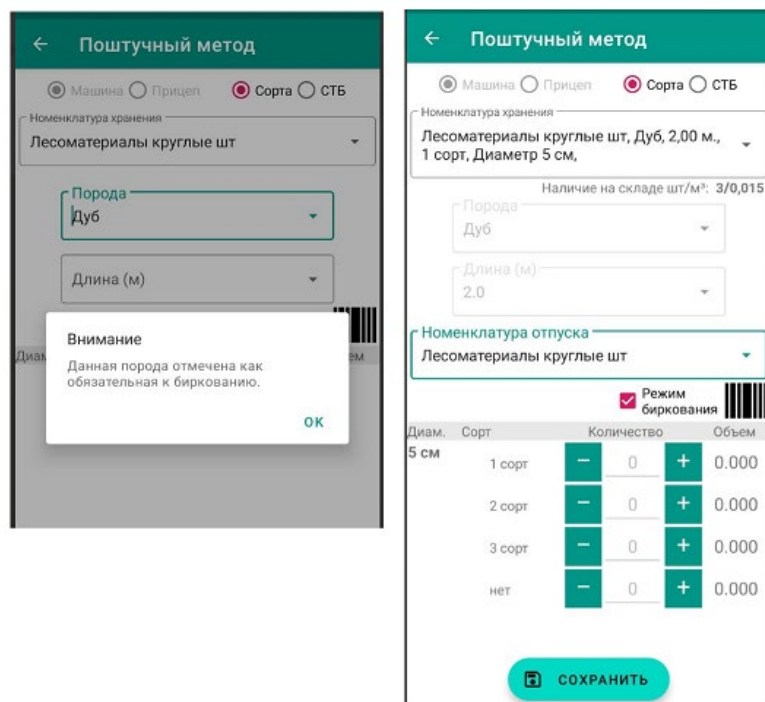 Поштучный метод
Машина Прицеп Сорта СТБ
Номенклатура хранения
Лесоматериалы круглые шт
Порода
Дуб
Длина (м)
Внимание
Диам
ем
Данная порода отмечена как
обязательная к биркованию.
ОК
Поштучный метод
Машина Прицеп Сорта СТБ
Номенклатура хранения
Лесоматериалы круглые шт, Дуб, 2,00 м.,
1 сорт, Диаметр 5 см,
Наличие на складе шт/м³: 3/0,015
Порода
Дуб
Длина (м)
2.0
Номенклатура отпуска
Лесоматериалы круглые шт
Режим
биркования
Диам. Сорт Количество Объем
5 см
1 сорт − 0 + 0.000
2 сорт − 0 + 0.000
3 сорт − 0 + 0.000
нет − 0 + 0.000
СОХРАНИТЬ